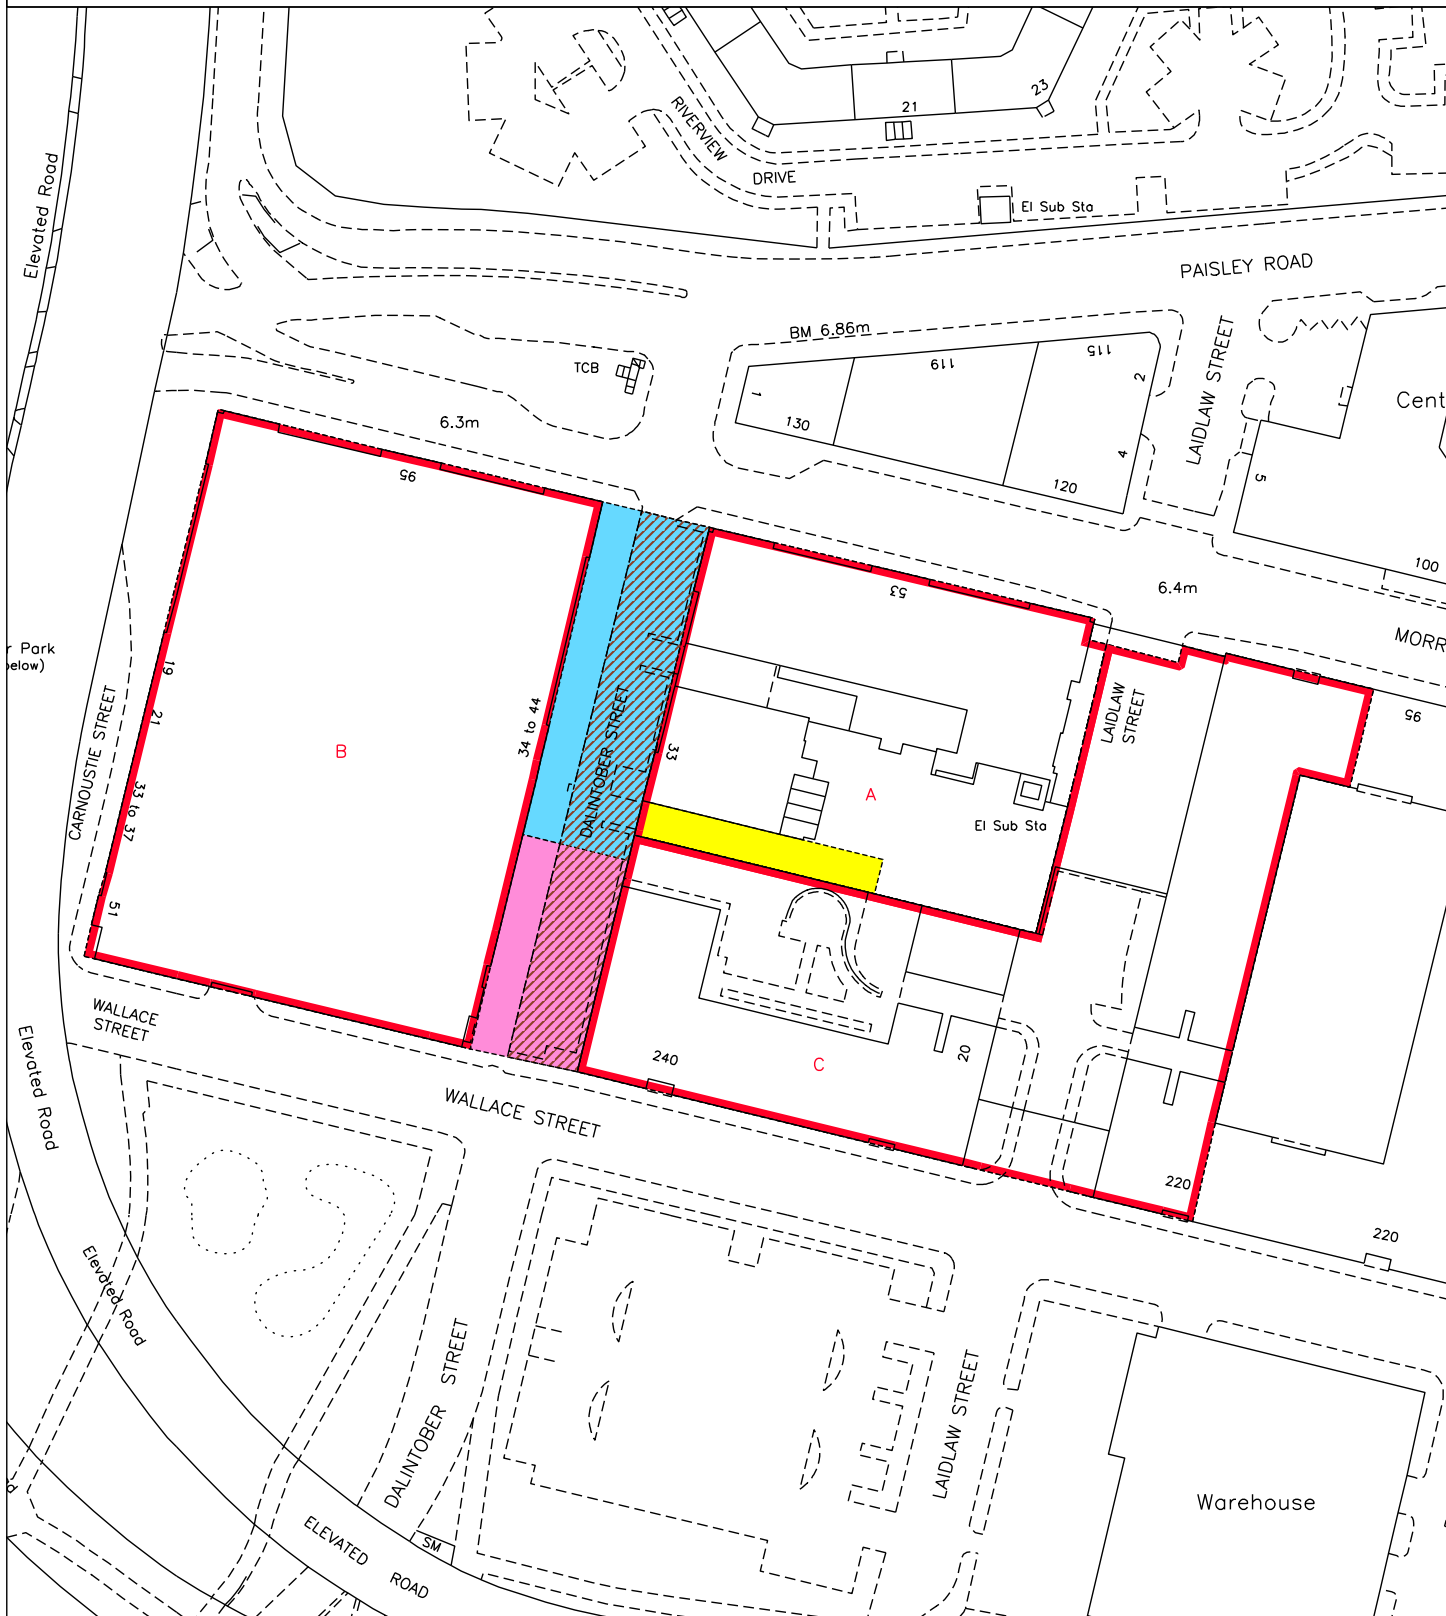 Elevated Road
RIVERVIEW
DRIVE
21
23
El Sub Sta
PAISLEY ROAD
BM 6.86m
TCB
1
130
119
115
2
4
120
LAIDLAW STREET
5
Cent
100
6.3m
95
6.4m
MORR
53
95
r Park
below)
19
21
33 to 37
51
CARNOUSTIE STREET
B
34 to 44
DALINTOBER STREET
33
A
El Sub Sta
LAIDLAW
STREET
WALLACE
STREET
Elevated Road
240
C
20
220
220
WALLACE STREET
Elevated Road
DALINTOBER STREET
LAIDLAW STREET
Warehouse
ELEVATED
ROAD
SM